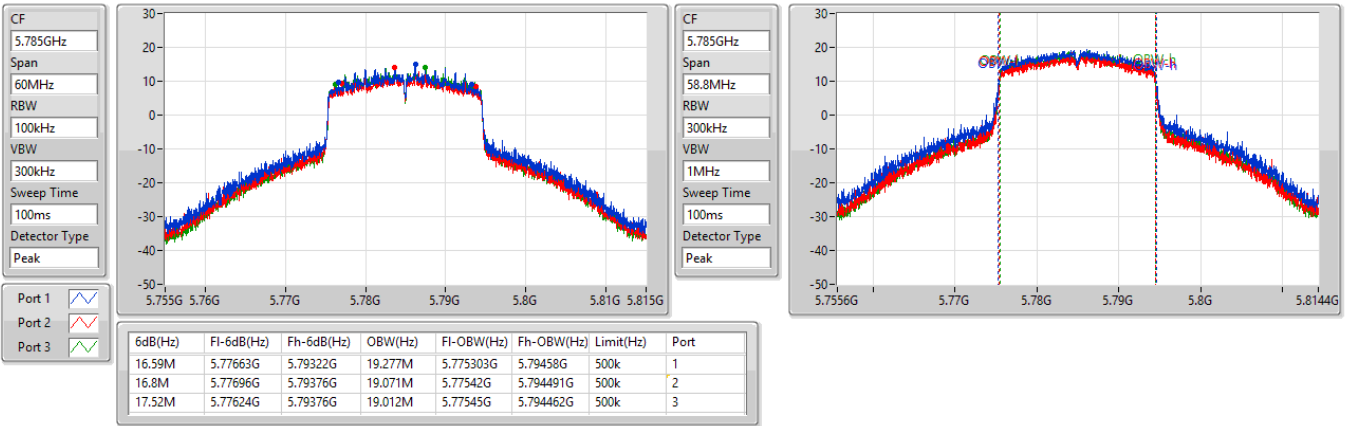 CF
5.785GHz
Span
60MHz
RBW
100kHz
VBW
300kHz
Sweep Time
100ms
Detector Type
Peak
Port 1
Port 2
Port 3
30
20
10
0
-10
-20
-30
-40
-50
5.755G 5.76G 5.77G 5.78G 5.79G 5.8G 5.81G 5.815G
CF
5.785GHz
Span
58.8MHz
RBW
300kHz
VBW
1MHz
Sweep Time
100ms
Detector Type
Peak
30
20
10
0
-10
-20
-30
-40
-50
5.7556G 5.77G 5.78G 5.79G 5.8G 5.8144G
6dB(Hz) Fl-6dB(Hz) Fh-6dB(Hz) OBW(Hz) Fl-OBW(Hz) Fh-OBW(Hz) Limit(Hz) Port
16.59M 5.77663G 5.79322G 19.277M 5.775303G 5.79458G 500k 1
16.8M 5.77696G 5.79376G 19.071M 5.77542G 5.794491G 500k 2
17.52M 5.77624G 5.79376G 19.012M 5.77545G 5.794462G 500k 3